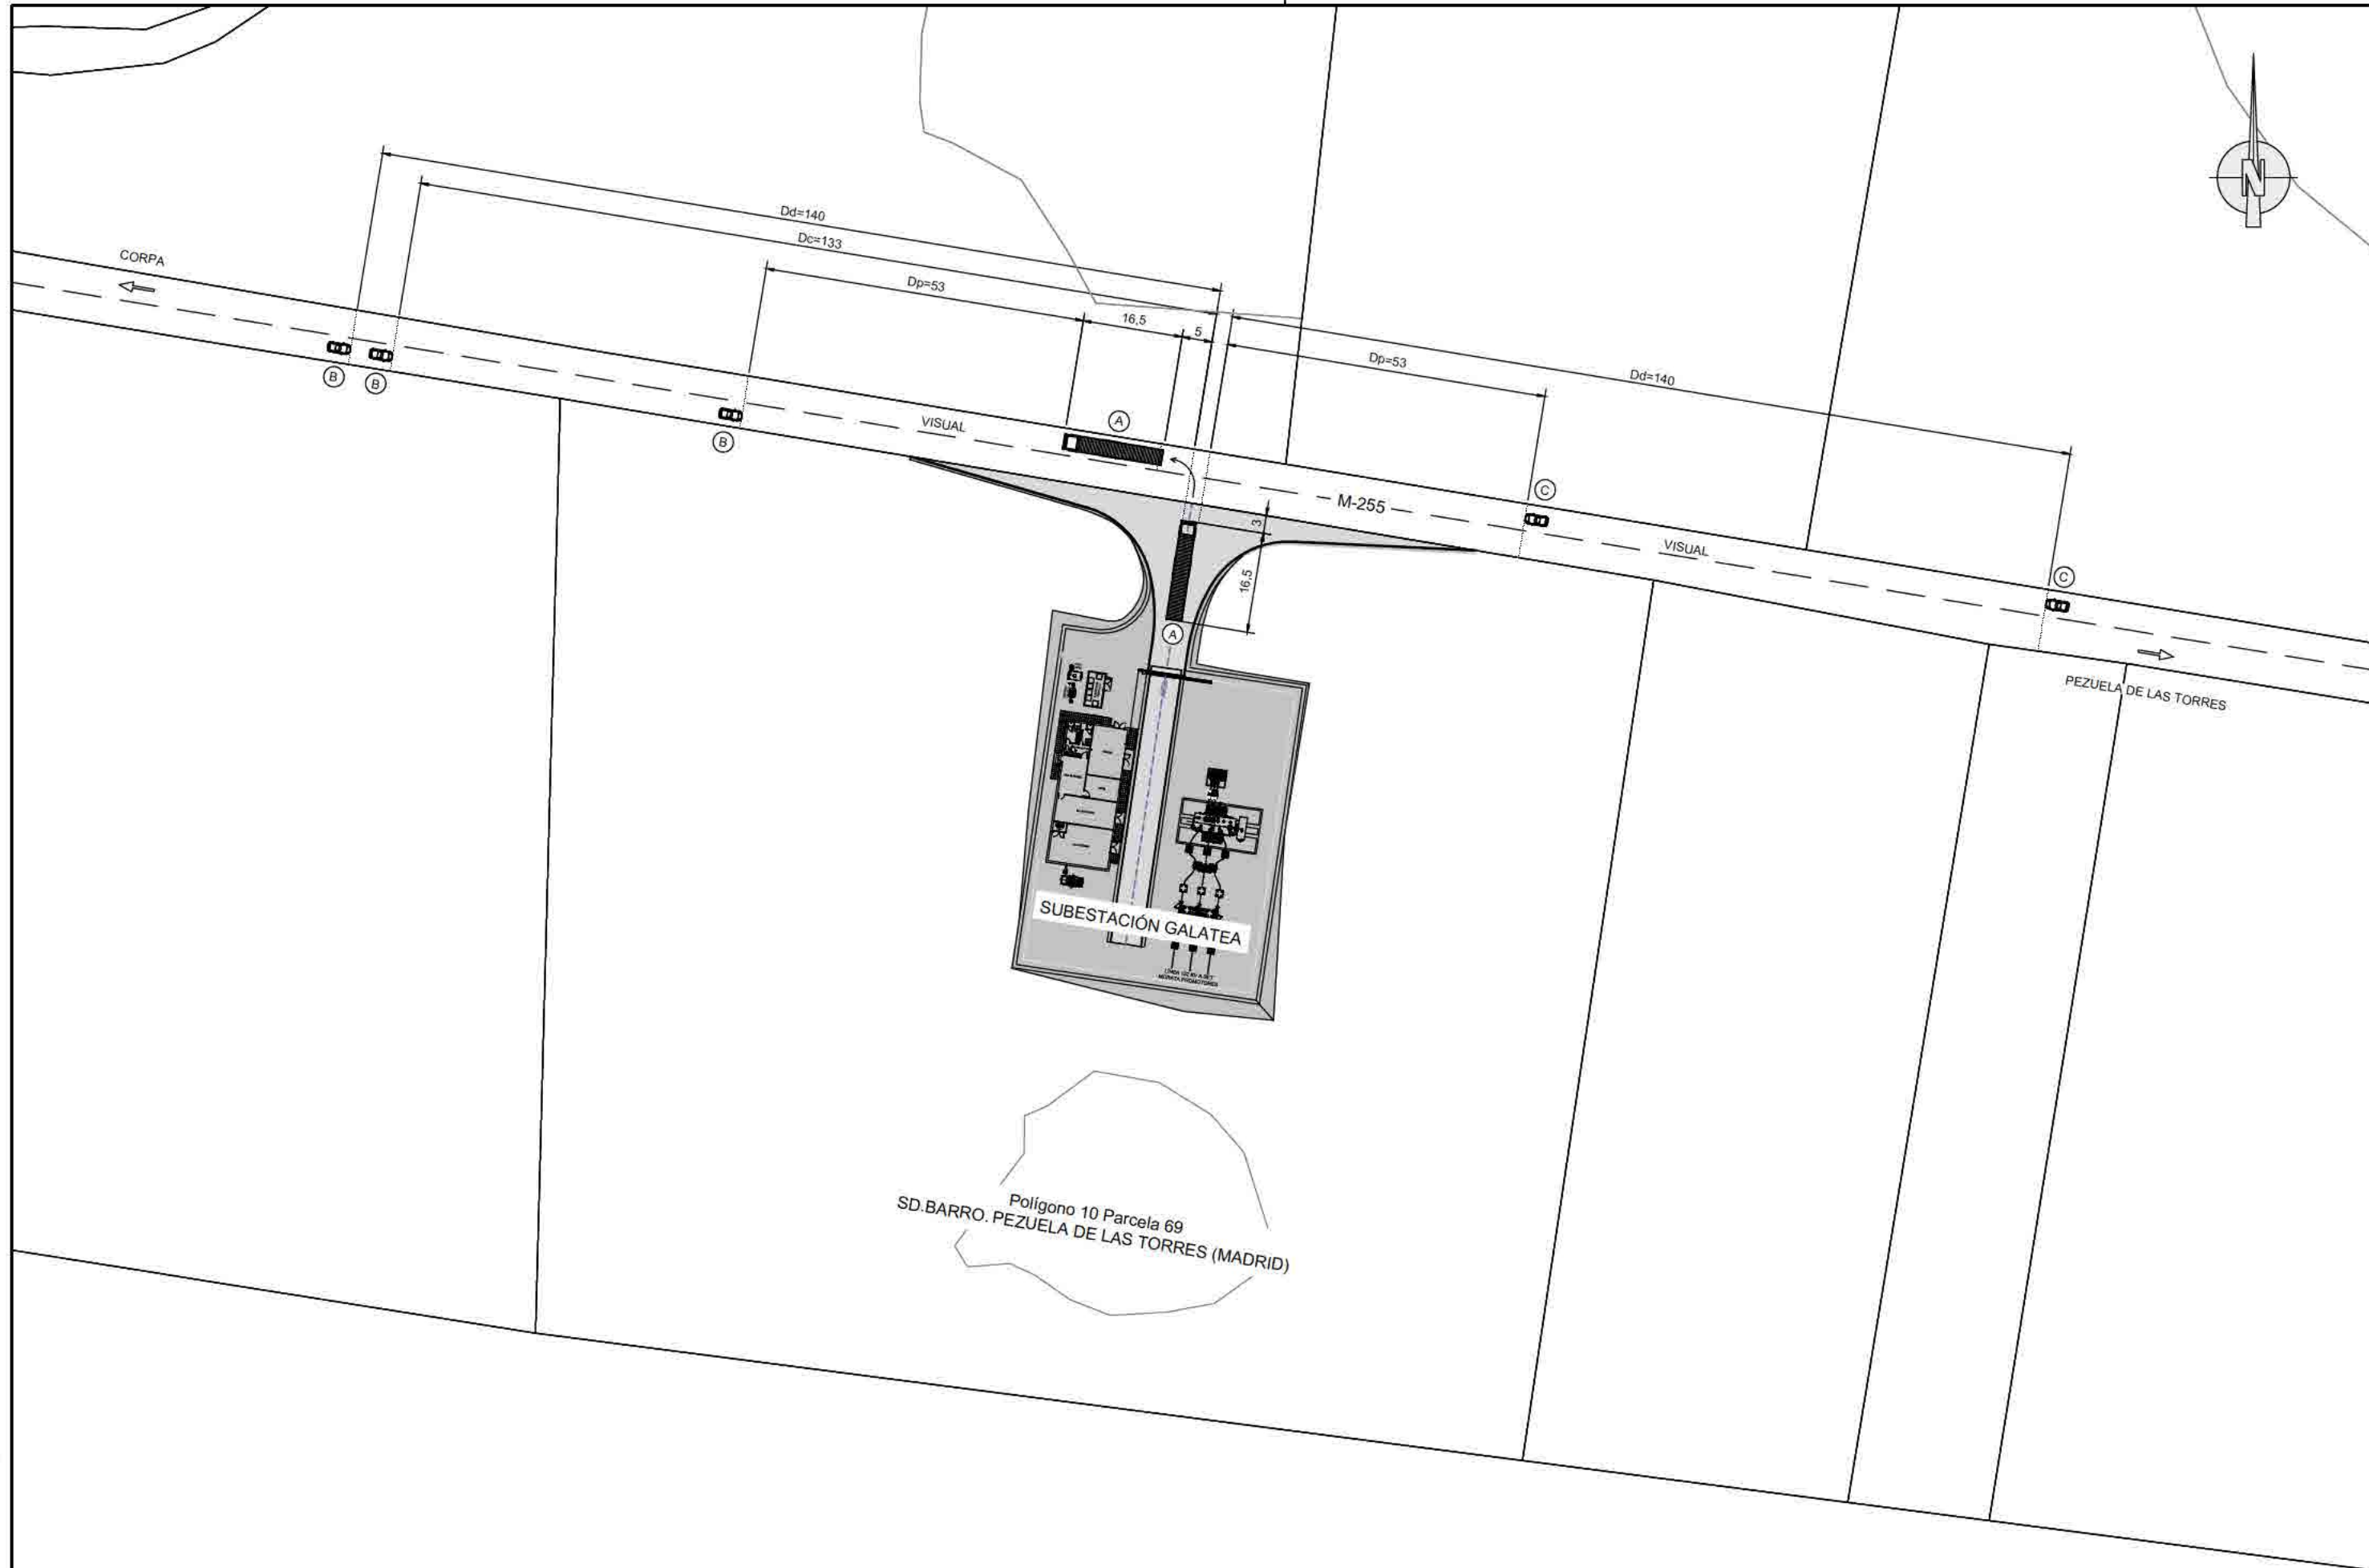 N
Dd=140
Dc=133
CORPA
Dp=53
16,5
5
Dp=53
Dd=140
B
B
B
VISUAL
A
M-255
C
3
VISUAL
C
16,5
A
PEZUELA DE LAS TORRES
SUBESTACIÓN GALATEA
Polígono 10 Parcela 69
SD.BARRO. PEZUELA DE LAS TORRES (MADRID)